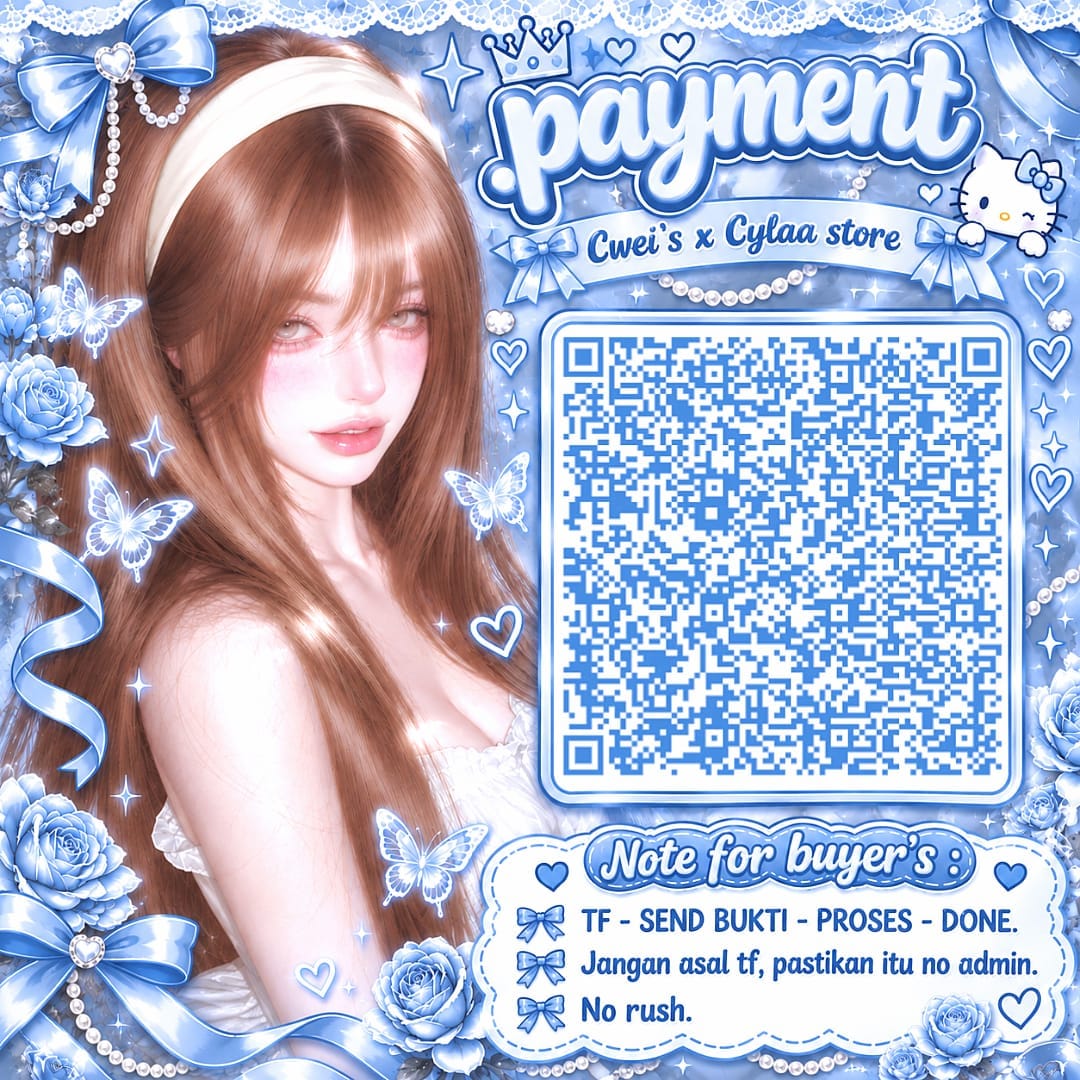 .payment
Cwei's x Cylaa store
Note for buyer's :
TF - SEND BUKTI - PROSES - DONE.
Jangan asal tf, pastikan itu no admin.
No rush.